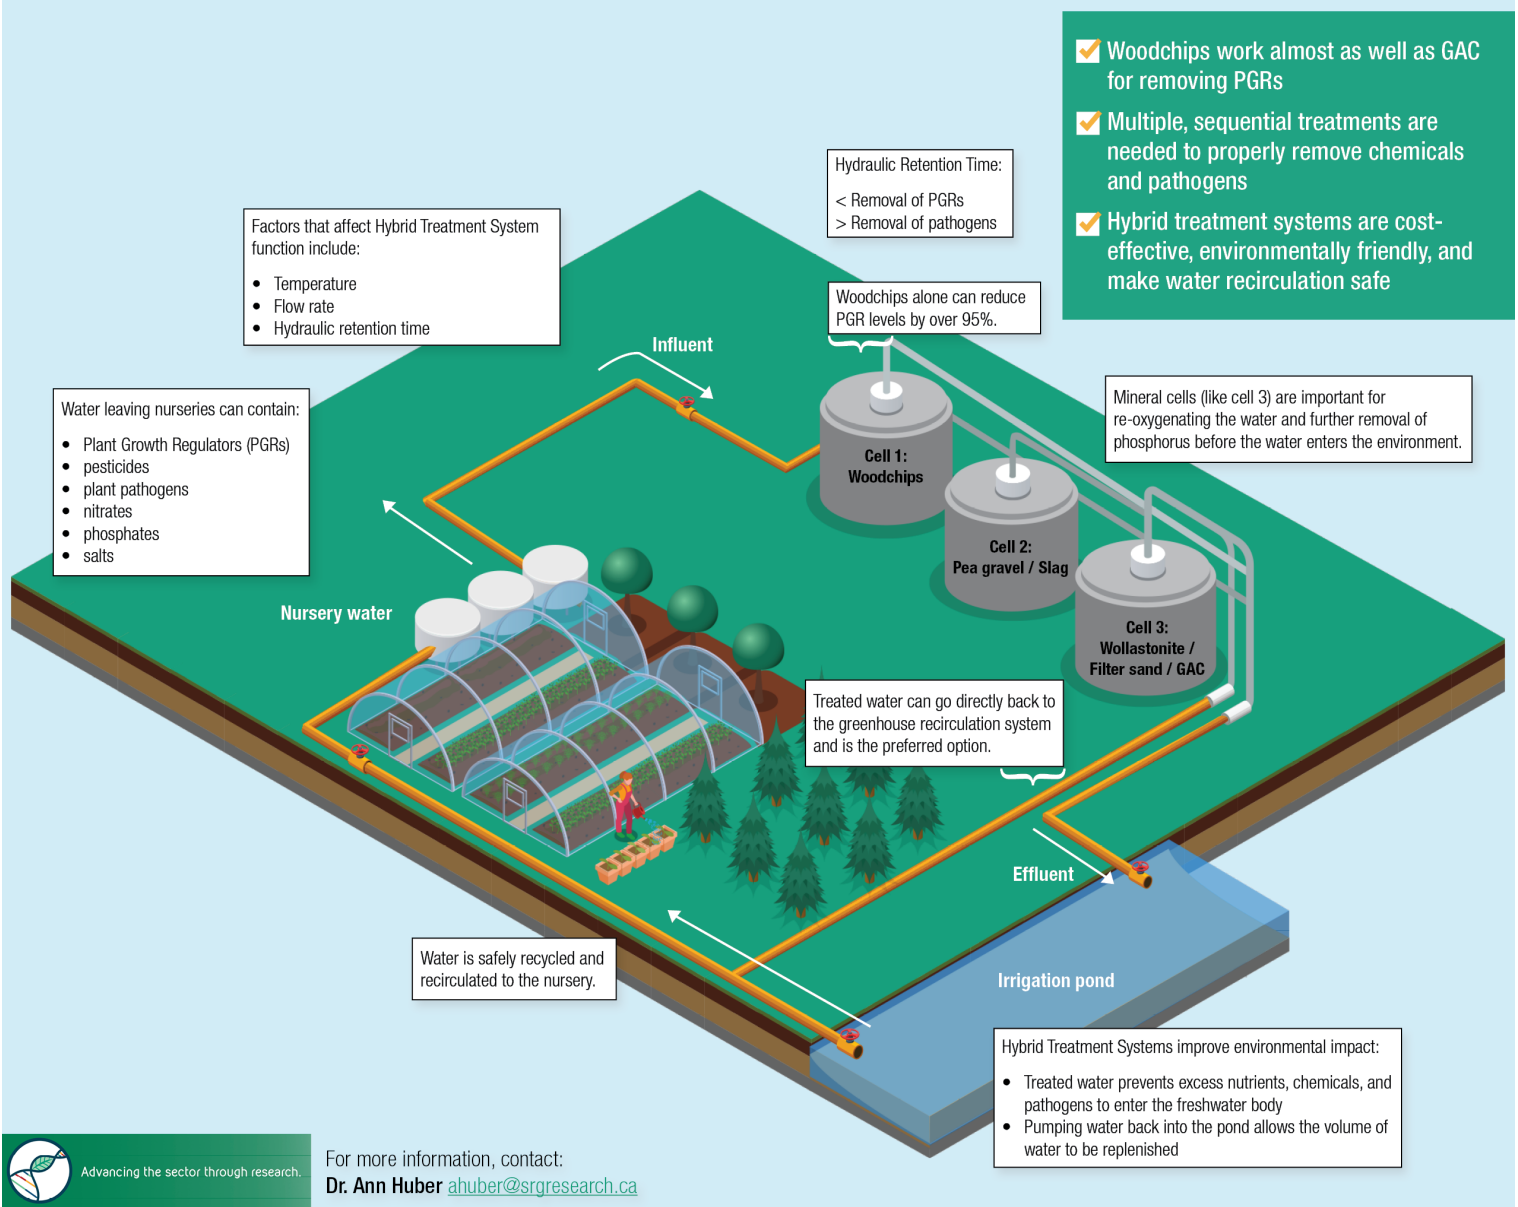 Woodchips work almost as well as GAC
for removing PGRs
Multiple, sequential treatments are
needed to properly remove chemicals
and pathogens
Hybrid treatment systems are cost-
effective, environmentally friendly, and
make water recirculation safe
Hydraulic Retention Time:
< Removal of PGRs
> Removal of pathogens
Factors that affect Hybrid Treatment System
function include:
• Temperature
• Flow rate
• Hydraulic retention time
Woodchips alone can reduce
PGR levels by over 95%.
Influent
Water leaving nurseries can contain:
• Plant Growth Regulators (PGRs)
• pesticides
• plant pathogens
• nitrates
• phosphates
• salts
Mineral cells (like cell 3) are important for
re-oxygenating the water and further removal of
phosphorus before the water enters the environment.
Cell 1:
Woodchips
Cell 2:
Pea gravel / Slag
Cell 3:
Wollastonite /
Filter sand / GAC
Nursery water
Treated water can go directly back to
the greenhouse recirculation system
and is the preferred option.
Effluent
Water is safely recycled and
recirculated to the nursery.
Irrigation pond
Hybrid Treatment Systems improve environmental impact:
• Treated water prevents excess nutrients, chemicals, and
pathogens to enter the freshwater body
• Pumping water back into the pond allows the volume of
water to be replenished
Advancing the sector through research.
For more information, contact:
Dr. Ann Huber ahuber@srgresearch.ca